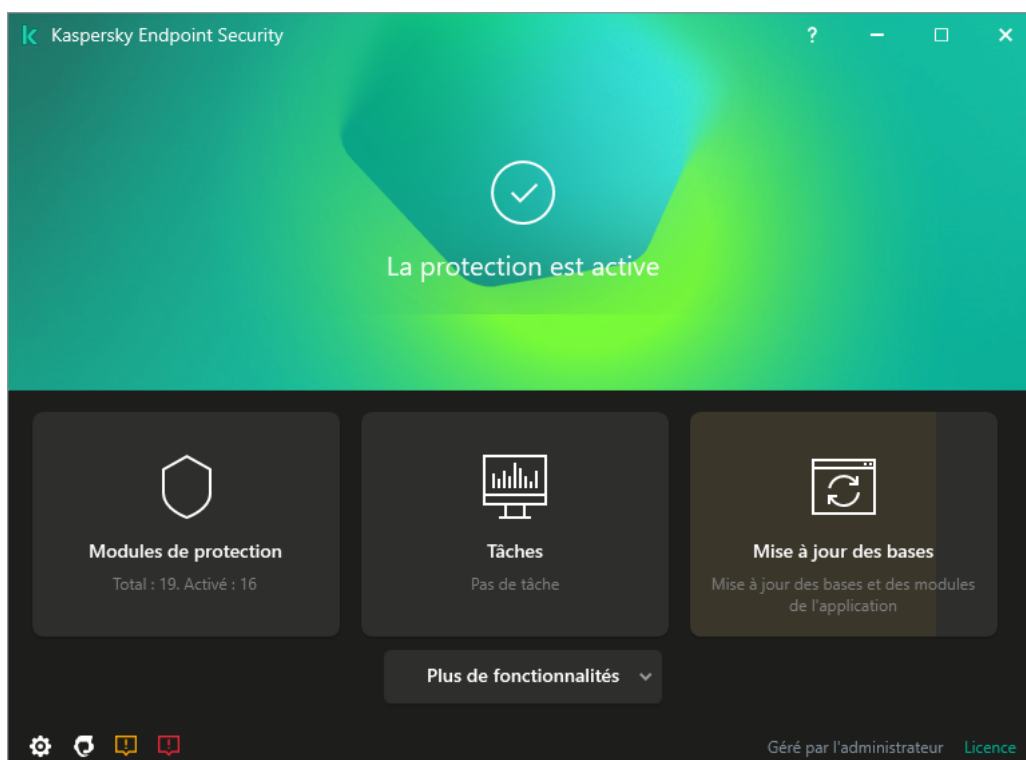 Kaspersky Endpoint Security
?
La protection est active
Modules de protection
Total : 19. Activé : 16
Tâches
Pas de tâche
Mise à jour des bases
Mise à jour des bases et des modules
de l'application
Plus de fonctionnalités
Géré par l'administrateur
Licence